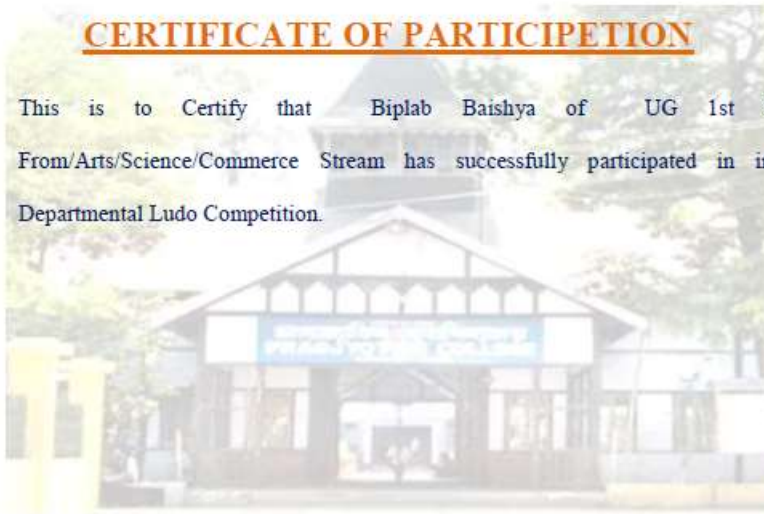 CERTIFICATE OF PARTICIPETION
This is to Certify that Biplab Baishya of UG 1st
From/Arts/Science/Commerce Stream has successfully participated in
Departmental Ludo Competition.
COLLEGE